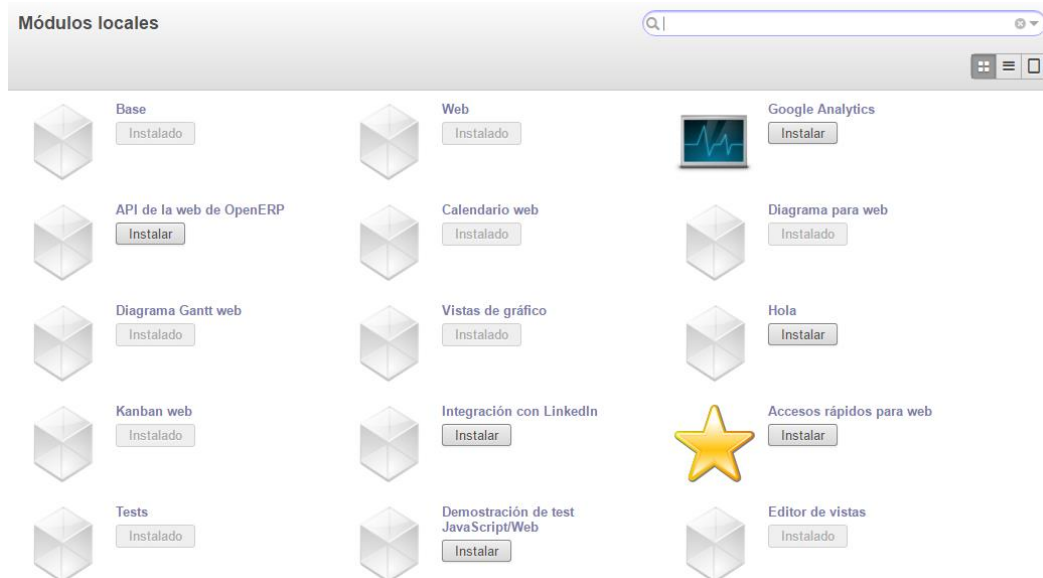 Módulos locales
Base
Instalado
Web
Instalado
Google Analytics
Instalar
API de la web de OpenERP
Instalar
Calendario web
Instalado
Diagrama para web
Instalado
Diagrama Gantt web
Instalado
Vistas de gráfico
Instalado
Hola
Instalar
Kanban web
Instalado
Integración con LinkedIn
Instalar
Accesos rápidos para web
Instalar
Tests
Instalado
Demostración de test
JavaScript/Web
Instalar
Editor de vistas
Instalado